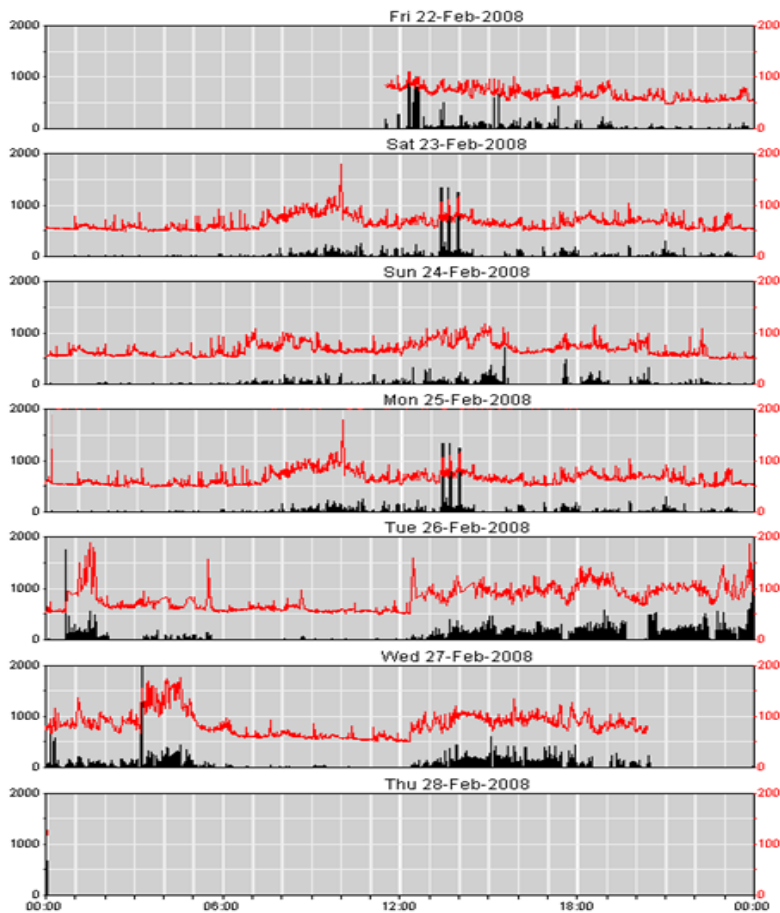 Fri 22-Feb-2008
2000 200
1000 100
0 0
Sat 23-Feb-2008
2000 200
1000 100
0 0
Sun 24-Feb-2008
2000 200
1000 100
0 0
Mon 25-Feb-2008
2000 200
1000 100
0 0
Tue 26-Feb-2008
2000 200
1000 100
0 0
Wed 27-Feb-2008
2000 200
1000 100
0 0
Thu 28-Feb-2008
2000 200
1000 100
0 0
00:00 06:00 12:00 18:00 00:00